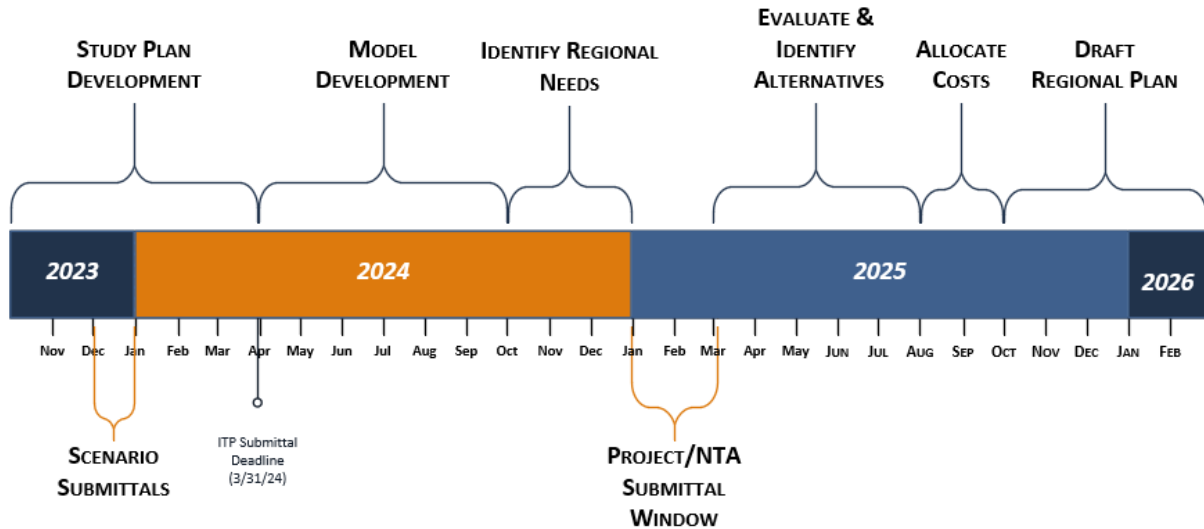 STUDY PLAN
DEVELOPMENT
MODEL
DEVELOPMENT
IDENTIFY REGIONAL
NEEDS
EVALUATE &
IDENTIFY
ALTERNATIVES
ALLOCATE
COSTS
DRAFT
REGIONAL PLAN
2023
2024
2025
2026
Nov Dec Jan Feb Mar Apr May Jun Jul Aug Sep Oct Nov Dec Jan Feb Mar Apr May JUN JUL AUG SEP OCT NOV DEC JAN FEB
SCENARIO
SUBMITTALS
ITP Submittal
Deadline
(3/31/24)
PROJECT/NTA
SUBMITTAL
WINDOW